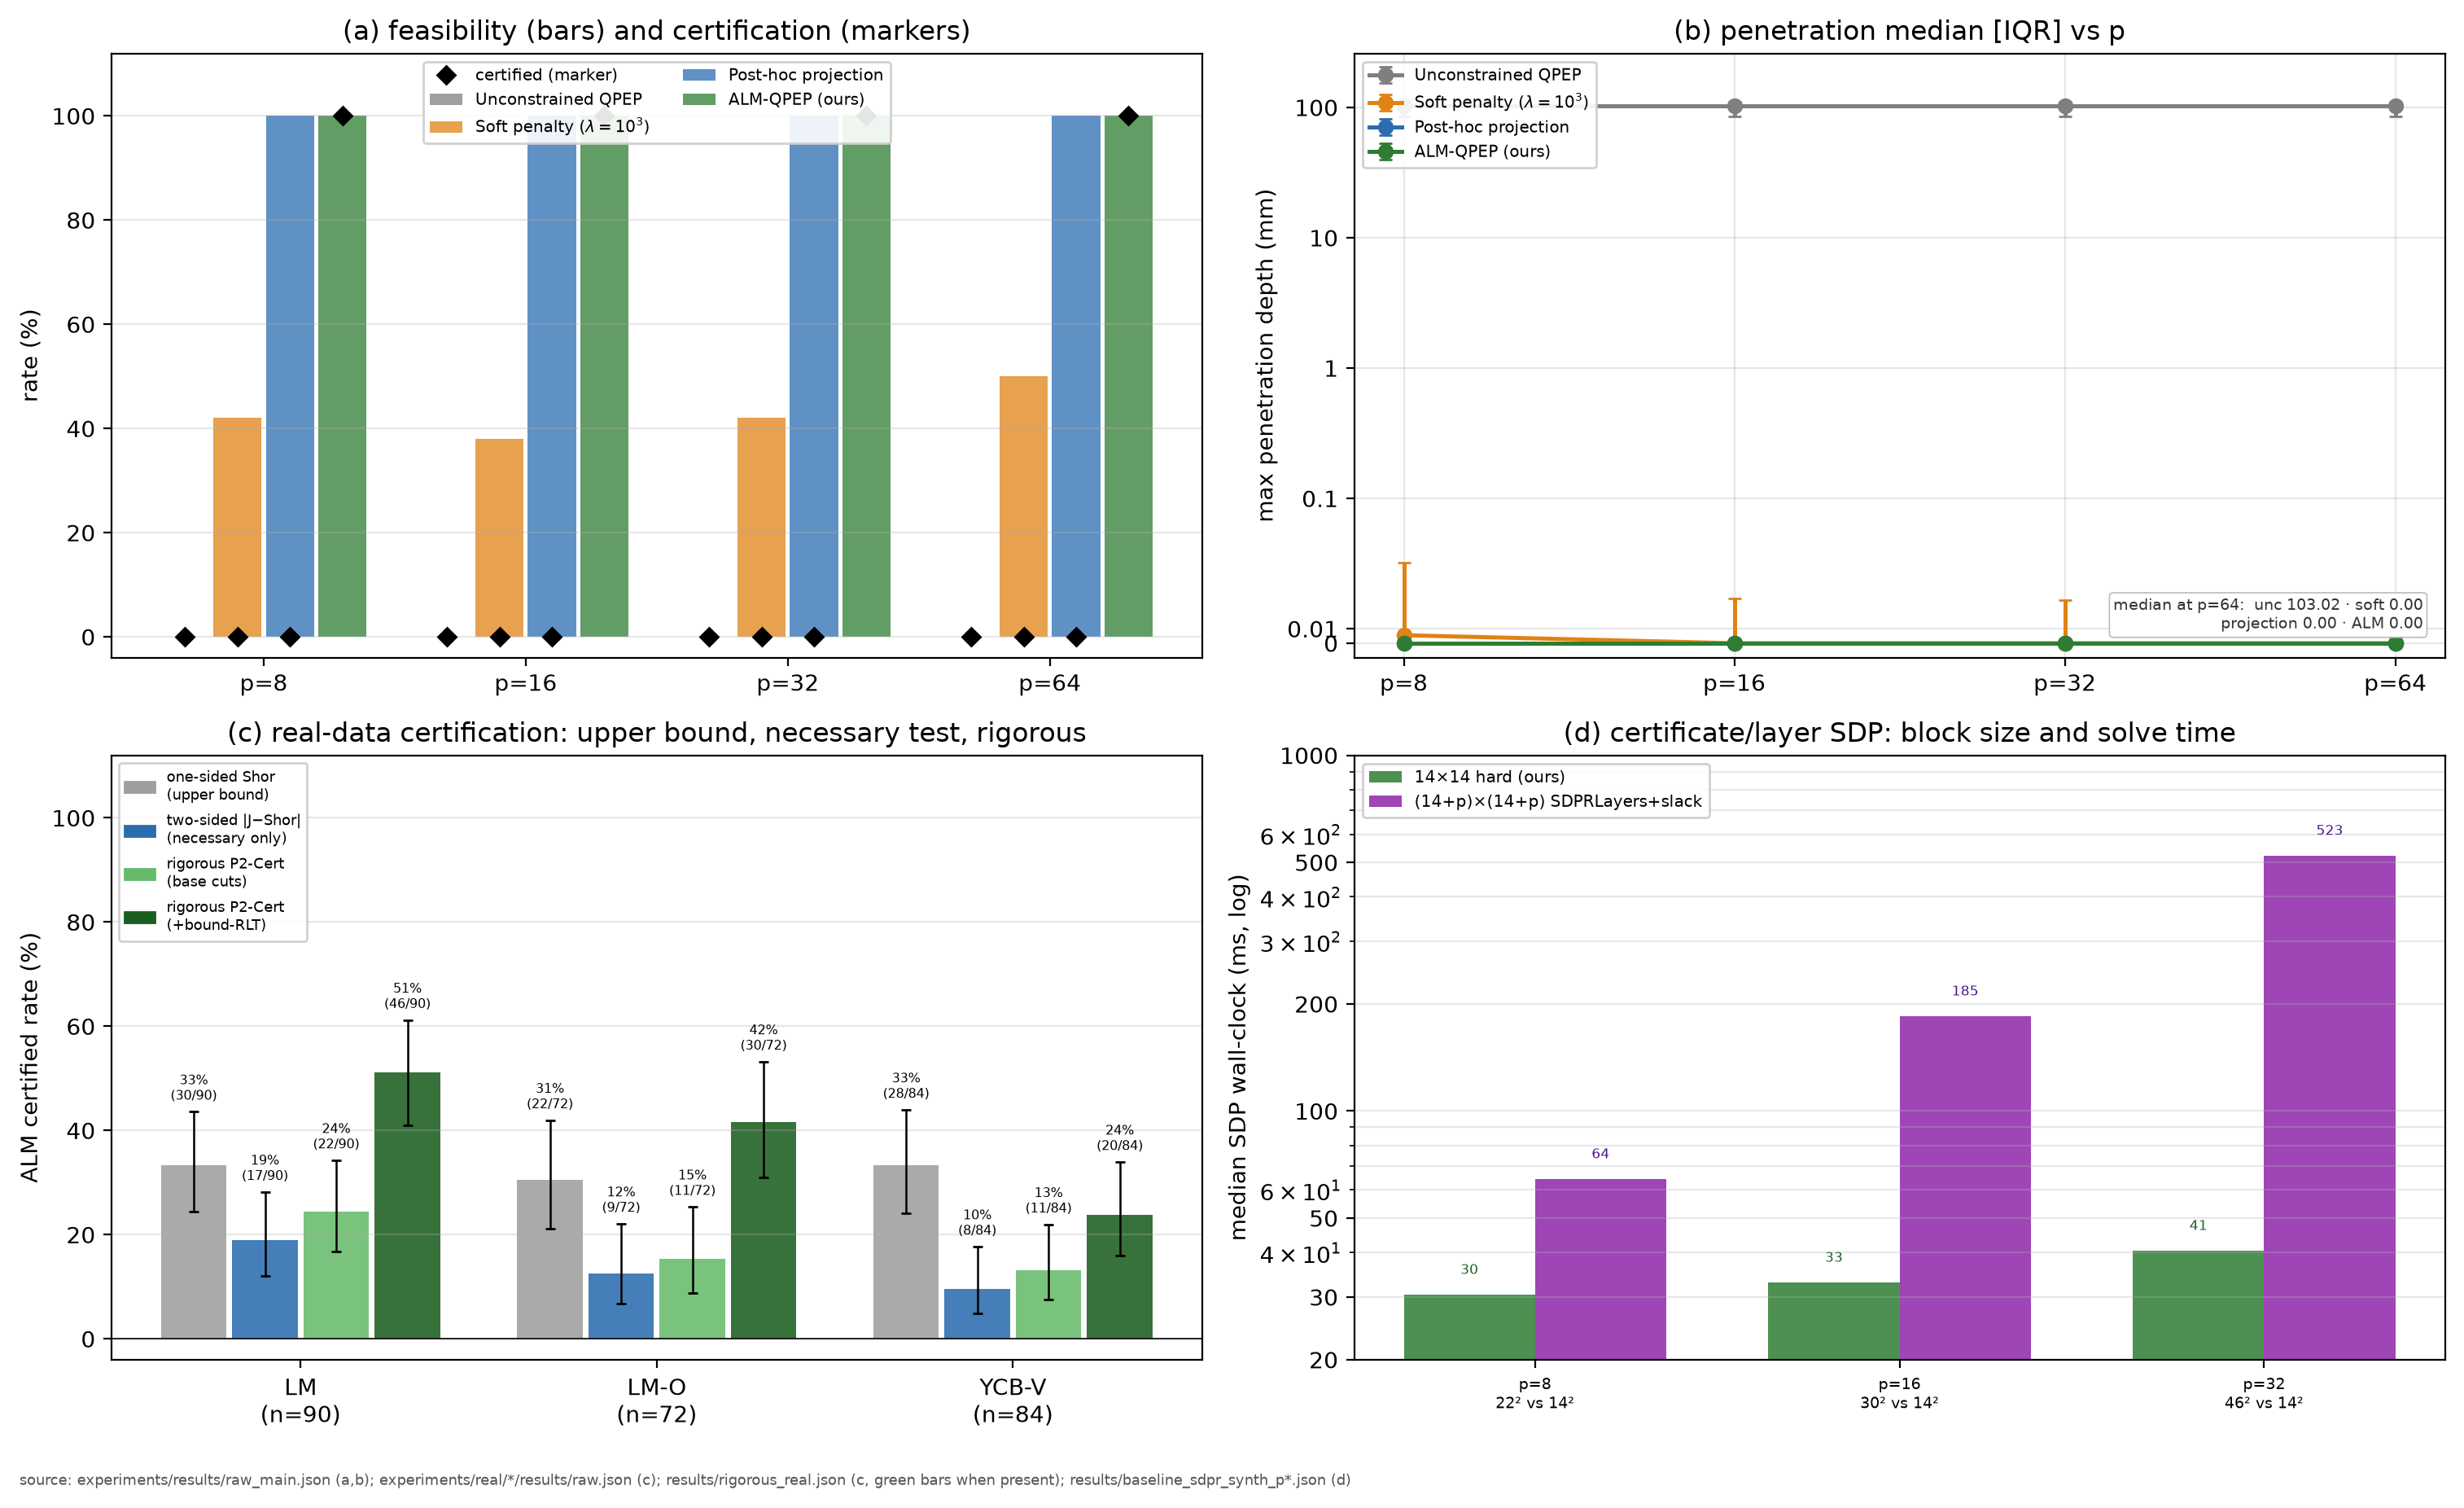 (a) feasibility (bars) and certification (markers)
certified (marker)
Unconstrained QPEP
Soft penalty (λ = 10³)
Post-hoc projection
ALM-QPEP (ours)
rate (%)
100
80
60
40
20
0
p=8
p=16
p=32
p=64
(b) penetration median [IQR] vs p
Unconstrained QPEP
Soft penalty (λ = 10³)
Post-hoc projection
ALM-QPEP (ours)
max penetration depth (mm)
100
10
1
0.1
0.01
0
median at p=64:  unc 103.02 · soft 0.00
projection 0.00 · ALM 0.00
p=8
p=16
p=32
p=64
(c) real-data certification: upper bound, necessary test, rigorous
one-sided Shor
(upper bound)
two-sided |J−Shor|
(necessary only)
rigorous P2-Cert
(base cuts)
rigorous P2-Cert
(+bound-RLT)
ALM certified rate (%)
100
80
60
40
20
0
33%
(30/90)
19%
(17/90)
24%
(22/90)
51%
(46/90)
31%
(22/72)
12%
(9/72)
15%
(11/72)
42%
(30/72)
33%
(28/84)
10%
(8/84)
13%
(11/84)
24%
(20/84)
LM
(n=90)
LM-O
(n=72)
YCB-V
(n=84)
(d) certificate/layer SDP: block size and solve time
14×14 hard (ours)
(14+p)×(14+p) SDPRLayers+slack
median SDP wall-clock (ms, log)
1000
6 × 10²
500
4 × 10²
3 × 10²
200
100
6 × 10¹
50
4 × 10¹
30
20
30
64
33
185
41
523
p=8
22² vs 14²
p=16
30² vs 14²
p=32
46² vs 14²
source: experiments/results/raw_main.json (a,b); experiments/real/*/results/raw.json (c); results/rigorous_real.json (c, green bars when present); results/baseline_sdpr_synth_p*.json (d)